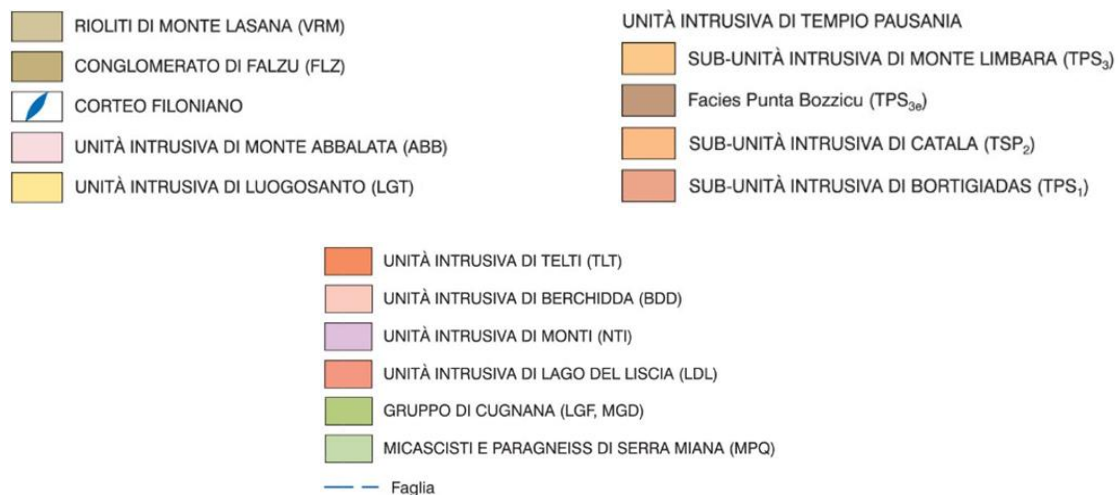 RIOLITI DI MONTE LASANA (VRM)
CONGLOMERATO DI FALZU (FLZ)
CORTEO FILONIANO
UNITÀ INTRUSIVA DI MONTE ABBALATA (ABB)
UNITÀ INTRUSIVA DI LUOGOSANTO (LGT)
UNITÀ INTRUSIVA DI TEMPIO PAUSANIA
SUB-UNITÀ INTRUSIVA DI MONTE LIMBARA (TPS₃)
Facies Punta Bozzicu (TPS₃ₑ)
SUB-UNITÀ INTRUSIVA DI CATALA (TSP₂)
SUB-UNITÀ INTRUSIVA DI BORTIGIADAS (TPS₁)
UNITÀ INTRUSIVA DI TELTI (TLT)
UNITÀ INTRUSIVA DI BERCHIDDA (BDD)
UNITÀ INTRUSIVA DI MONTI (NTI)
UNITÀ INTRUSIVA DI LAGO DEL LISCIA (LDL)
GRUPPO DI CUGNANA (LGF, MGD)
MICASCISTI E PARAGNEISS DI SERRA MIANA (MPQ)
Faglia